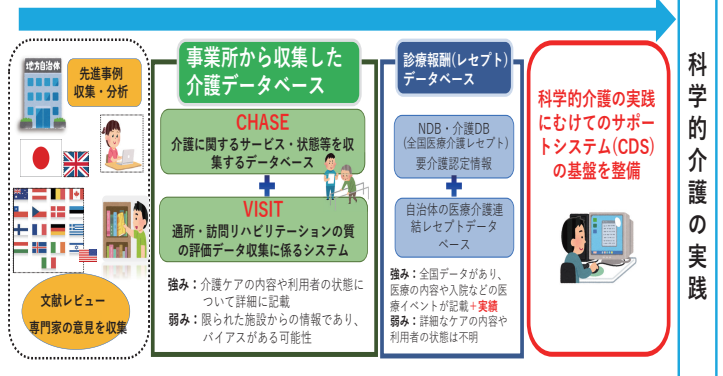 地方自治体
先進事例
収集・分析
文献レビュー
専門家の意見を収集
事業所から収集した
介護データベース
CHASE
介護に関するサービス・状態等を収
集するデータベース
VISIT
通所・訪問リハビリテーションの質
の評価データ収集に係るシステム
強み：介護ケアの内容や利用者の状態に
ついて詳細に記載
弱み：限られた施設からの情報であり、
バイアスがある可能性
診療報酬(レセプト)
データベース
NDB・介護DB
(全国医療介護レセプト)
要介護認定情報
自治体の医療介護連
結レセプトデータ
ベース
強み：全国データがあり、
医療の内容や入院などの医
療イベントが記載+実績
弱み：詳細なケアの内容や
利用者の状態は不明
科学的介護の実践
にむけてのサポー
トシステム(CDS)
の基盤を整備
科学的介護の実践